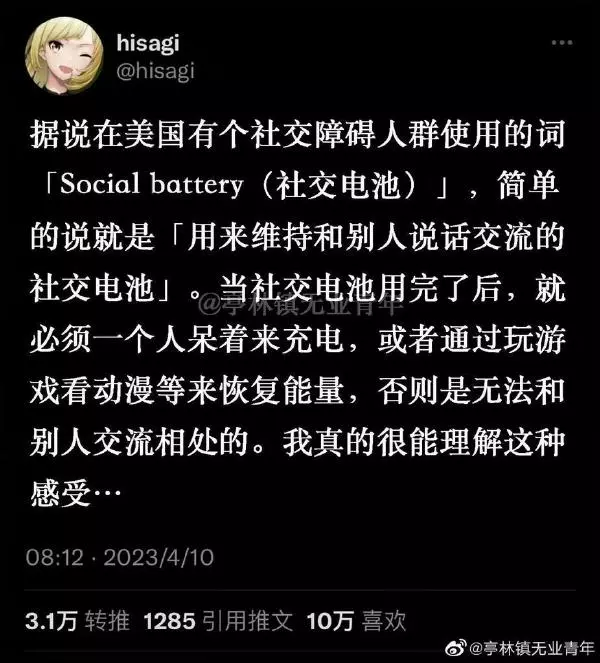 hisagi
@hisagi
据说在美国有个社交障碍人群使用的词
「Social battery（社交电池）」，简单
的说就是「用来维持和别人说话交流的
社交电池」。当社交电池用完了后，就
@亭林镇无业青年
必须一个人呆着来充电，或者通过玩游
戏看动漫等来恢复能量，否则是无法和
别人交流相处的。我真的很能理解这种
感受…
08:12 · 2023/4/10
3.1万 转推 1285 引用推文 10万 喜欢
@亭林镇无业青年